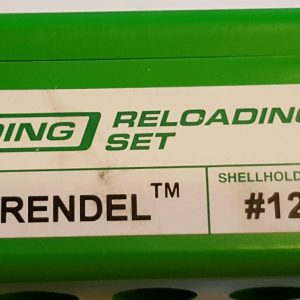 DING RELOADING
SET
RENDEL™ SHELLHOLD
#12